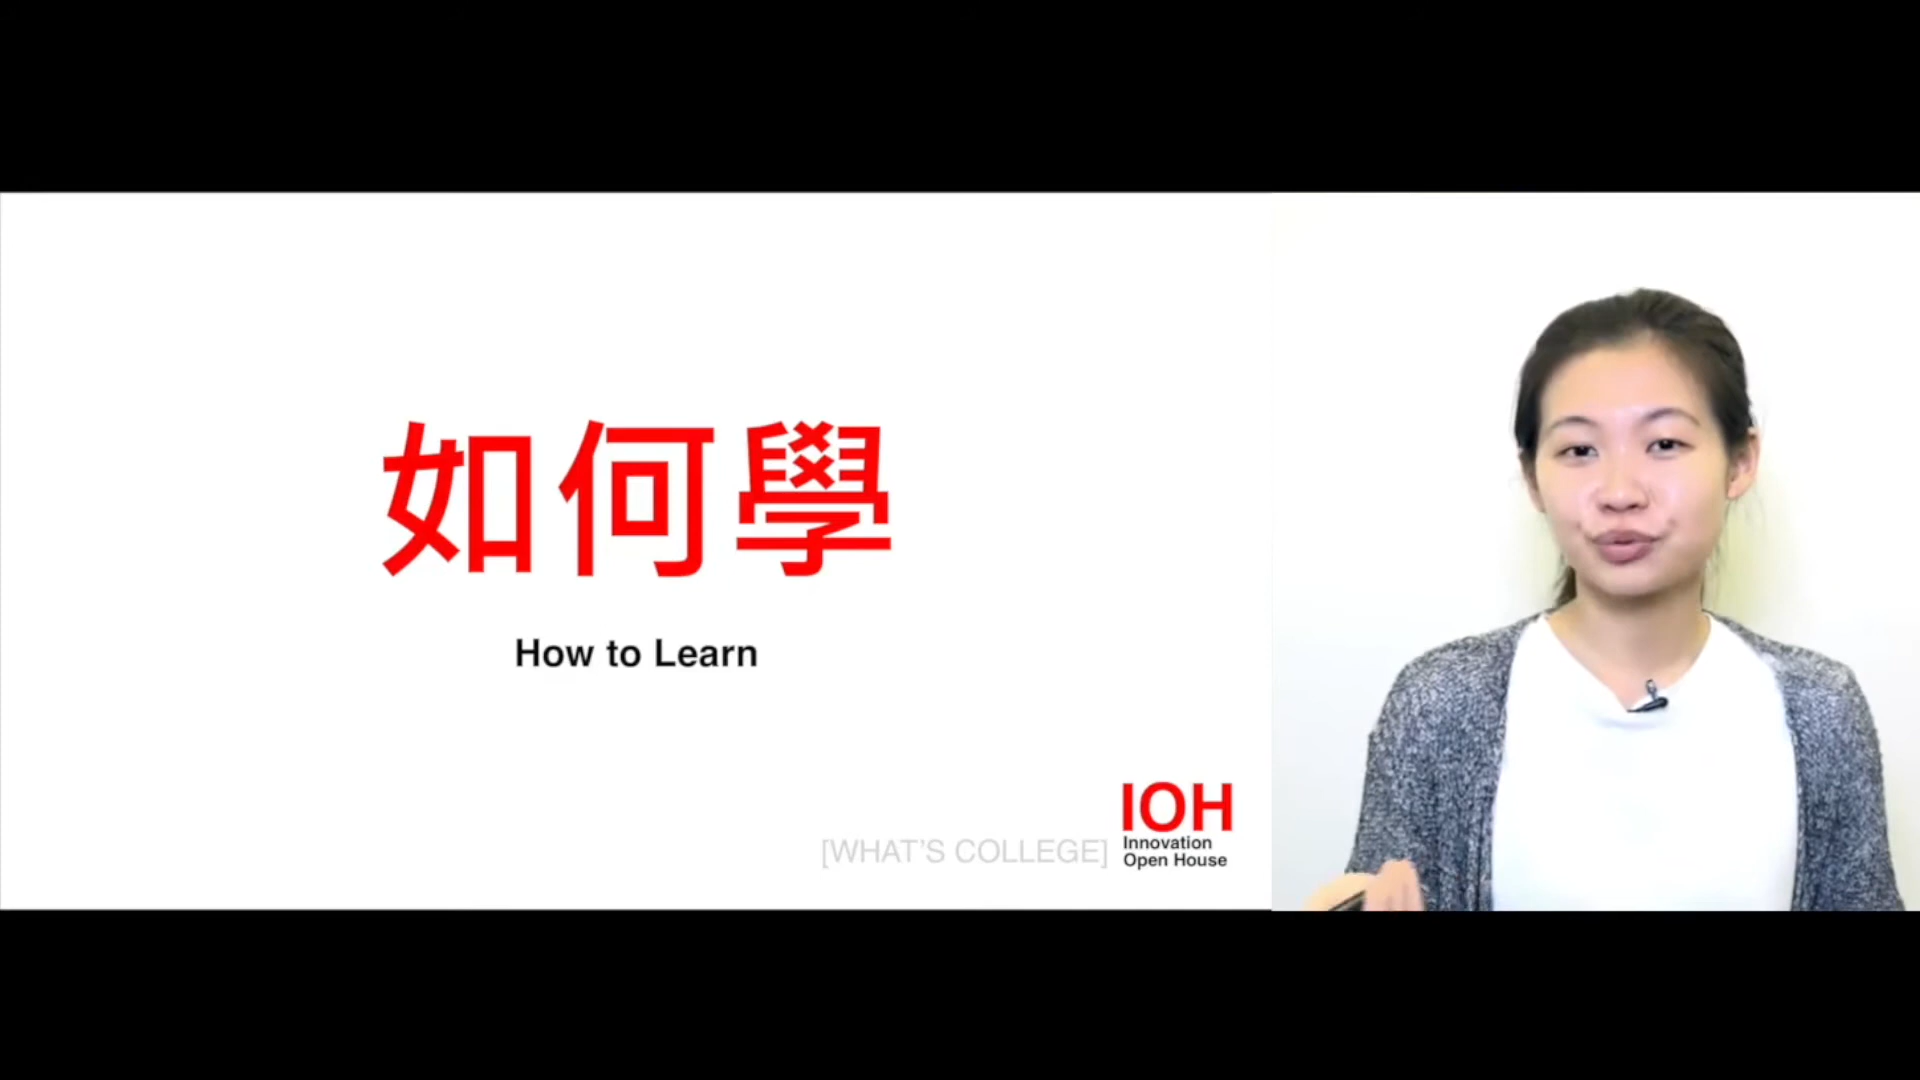 如何學
How to Learn
[WHAT'S COLLEGE]
IOH
Innovation
Open House